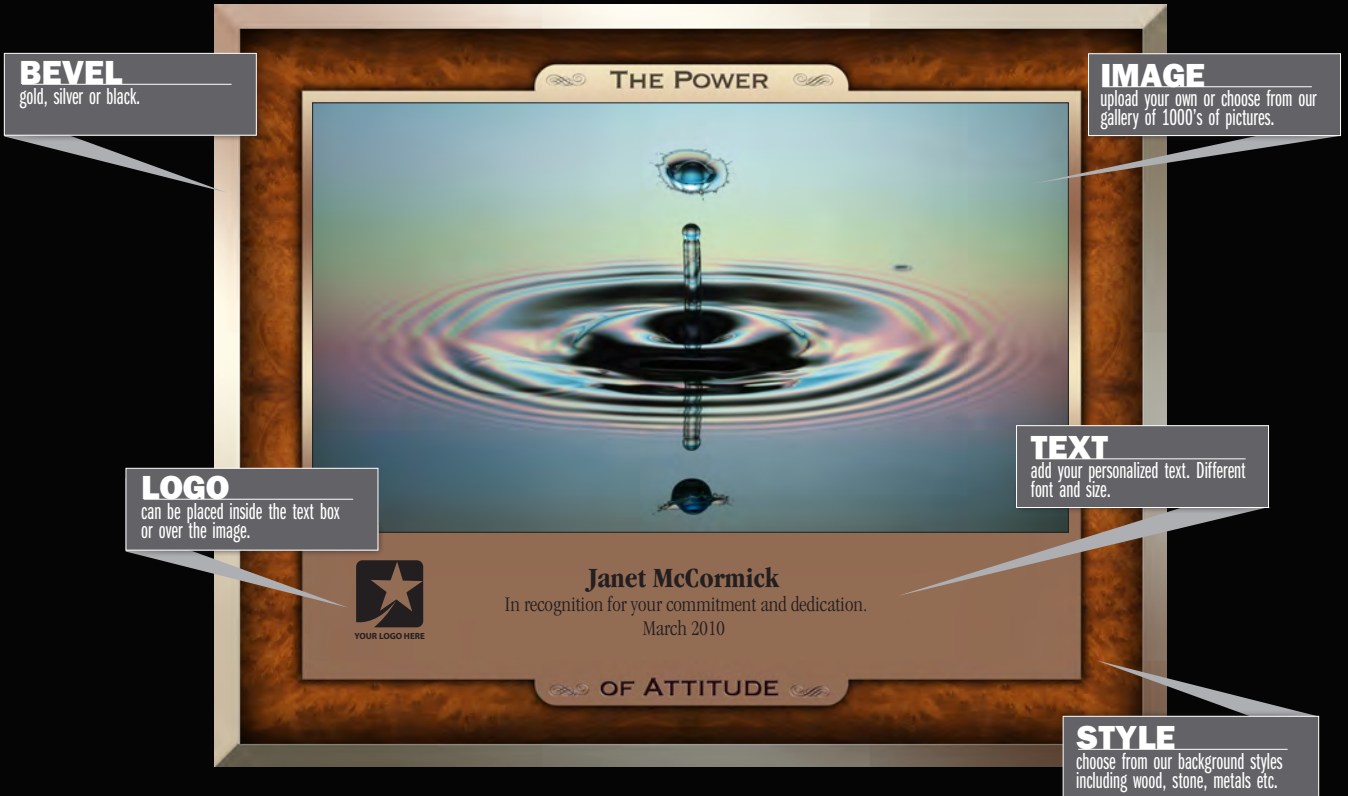 THE POWER
BEVEL
gold, silver or black.
IMAGE
upload your own or choose from our
gallery of 1000's of pictures.
TEXT
add your personalized text. Different
font and size.
LOGO
can be placed inside the text box
or over the image.
YOUR LOGO HERE
Janet McCormick
In recognition for your commitment and dedication.
March 2010
OF ATTITUDE
STYLE
choose from our background styles
including wood, stone, metals etc.